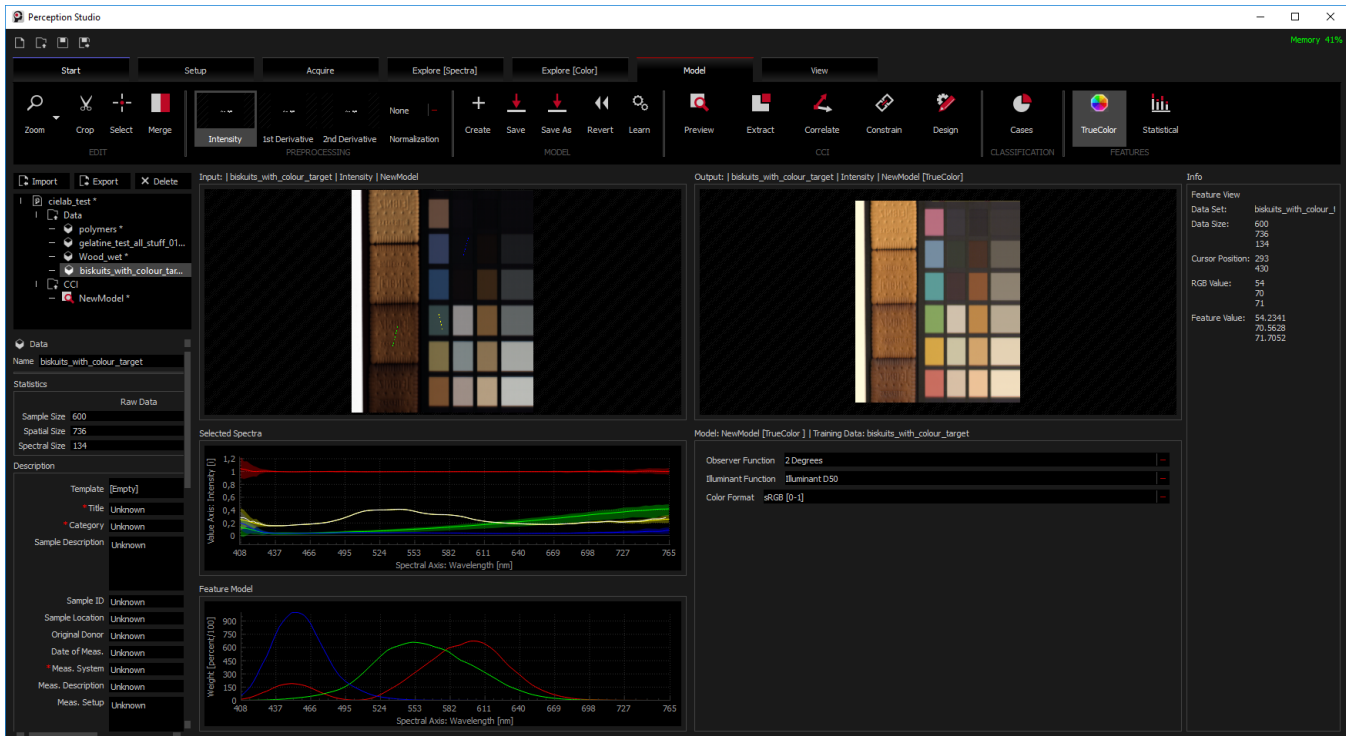 Perception Studio
Memory 41%
Start Setup Acquire Explore [Spectra] Explore [Color] Model View
None
Zoom Crop Select Merge Intensity 1st Derivative 2nd Derivative Normalization Create Save Save As Revert Learn Preview Extract Correlate Constrain Design Cases TrueColor Statistical
EDIT PREPROCESSING MODEL CCI CLASSIFICATION FEATURES
Import Export Delete
cielab_test *
Data
polymers *
gelatine_test_all_stuff_01...
Wood_wet *
biskuits_with_colour_tar...
CCI
NewModel *
Data
Name biskuits_with_colour_target
Statistics
Raw Data
Sample Size 600
Spatial Size 736
Spectral Size 134
Description
Template [Empty]
*Title Unknown
*Category Unknown
Sample Description Unknown
Sample ID Unknown
Sample Location Unknown
Original Donor Unknown
Date of Meas. Unknown
*Meas. System Unknown
Meas. Description Unknown
Meas. Setup Unknown
Input: | biskuits_with_colour_target | Intensity | NewModel
Selected Spectra
Value Axis: Intensity [i]
1,2
1
0,8
0,6
0,4
0,2
0
408 437 466 495 524 553 582 611 640 669 698 727 765
Spectral Axis: Wavelength [nm]
Feature Model
Weight [percent/100]
900
750
600
450
300
150
0
408 437 466 495 524 553 582 611 640 669 698 727 765
Spectral Axis: Wavelength [nm]
Output: | biskuits_with_colour_target | Intensity | NewModel [TrueColor]
Model: NewModel [TrueColor ] | Training Data: biskuits_with_colour_target
Observer Function 2 Degrees
Illuminant Function Illuminant D50
Color Format sRGB [0-1]
Info
Feature View
Data Set: biskuits_with_colour_t
Data Size: 600
736
134
Cursor Position: 293
430
RGB Value: 54
70
71
Feature Value: 54.2341
70.5628
71.7052